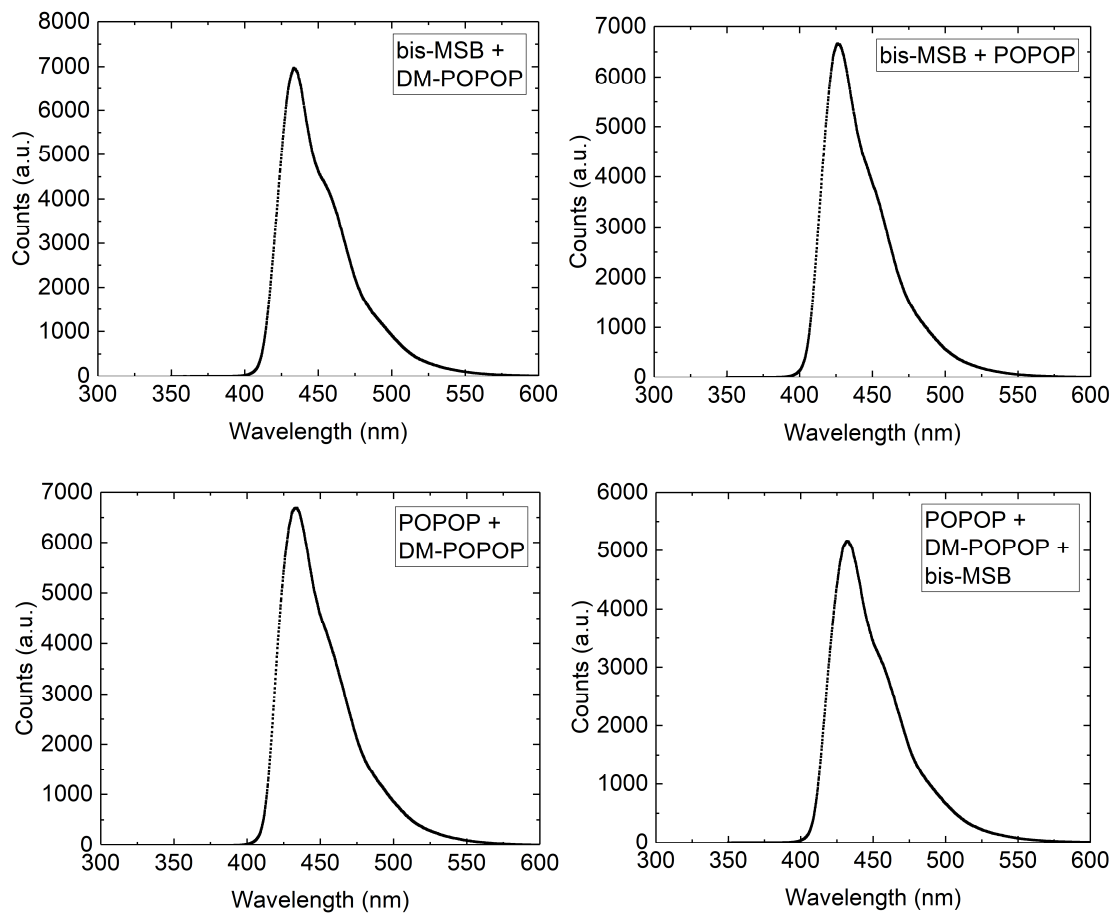 8000
7000
6000
5000
4000
3000
2000
1000
0
Counts (a.u.)
bis-MSB +
DM-POPOP
300 350 400 450 500 550 600
Wavelength (nm)
7000
6000
5000
4000
3000
2000
1000
0
Counts (a.u.)
bis-MSB + POPOP
300 350 400 450 500 550 600
Wavelength (nm)
7000
6000
5000
4000
3000
2000
1000
0
Counts (a.u.)
POPOP +
DM-POPOP
300 350 400 450 500 550 600
Wavelength (nm)
6000
5000
4000
3000
2000
1000
0
Counts (a.u.)
POPOP +
DM-POPOP +
bis-MSB
300 350 400 450 500 550 600
Wavelength (nm)